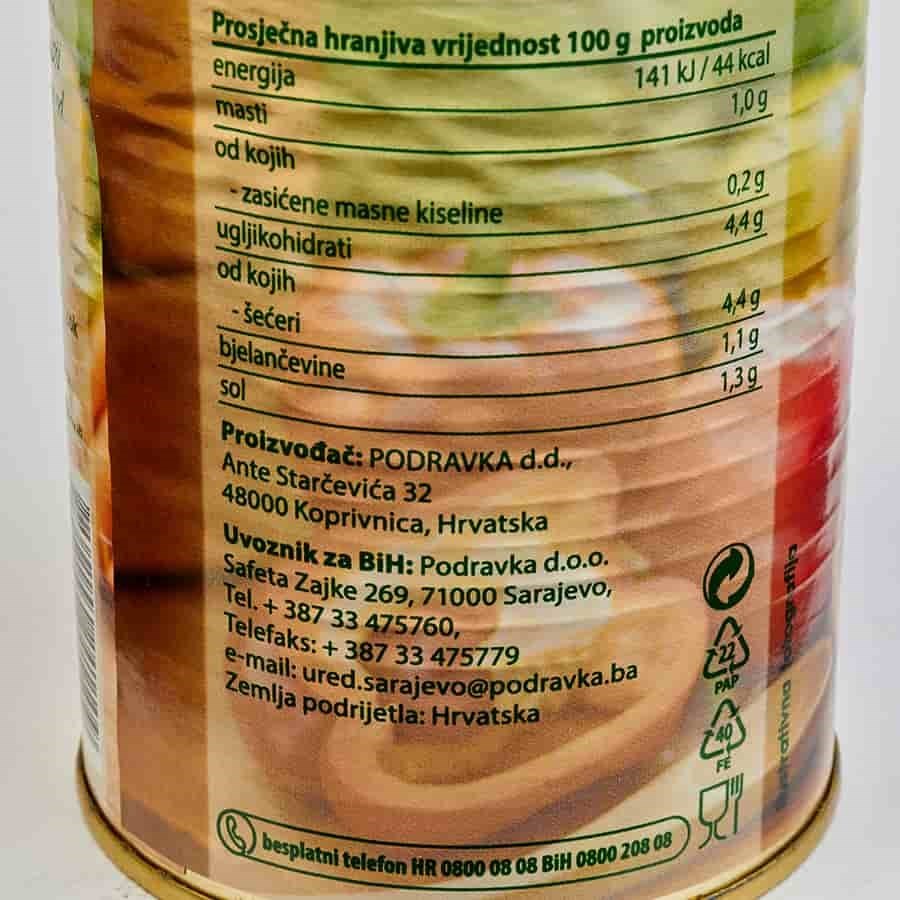 Prosječna hranjiva vrijednost 100 g proizvoda
energija 141 kJ / 44 kcal
masti 1,0 g
od kojih
- zasićene masne kiseline 0,2 g
ugljikohidrati 4,4 g
od kojih
- šećeri 4,4 g
bjelančevine 1,1 g
sol 1,3 g
Proizvođač: PODRAVKA d.d.,
Ante Starčevića 32
48000 Koprivnica, Hrvatska
Uvoznik za BiH: Podravka d.o.o.
Safeta Zajke 269, 71000 Sarajevo,
Tel. + 387 33 475760,
Telefaks: + 387 33 475779
e-mail: ured.sarajevo@podravka.ba
Zemlja podrijetla: Hrvatska
22
PAP
40
FE
besplatni telefon HR 0800 08 08 BiH 0800 208 08